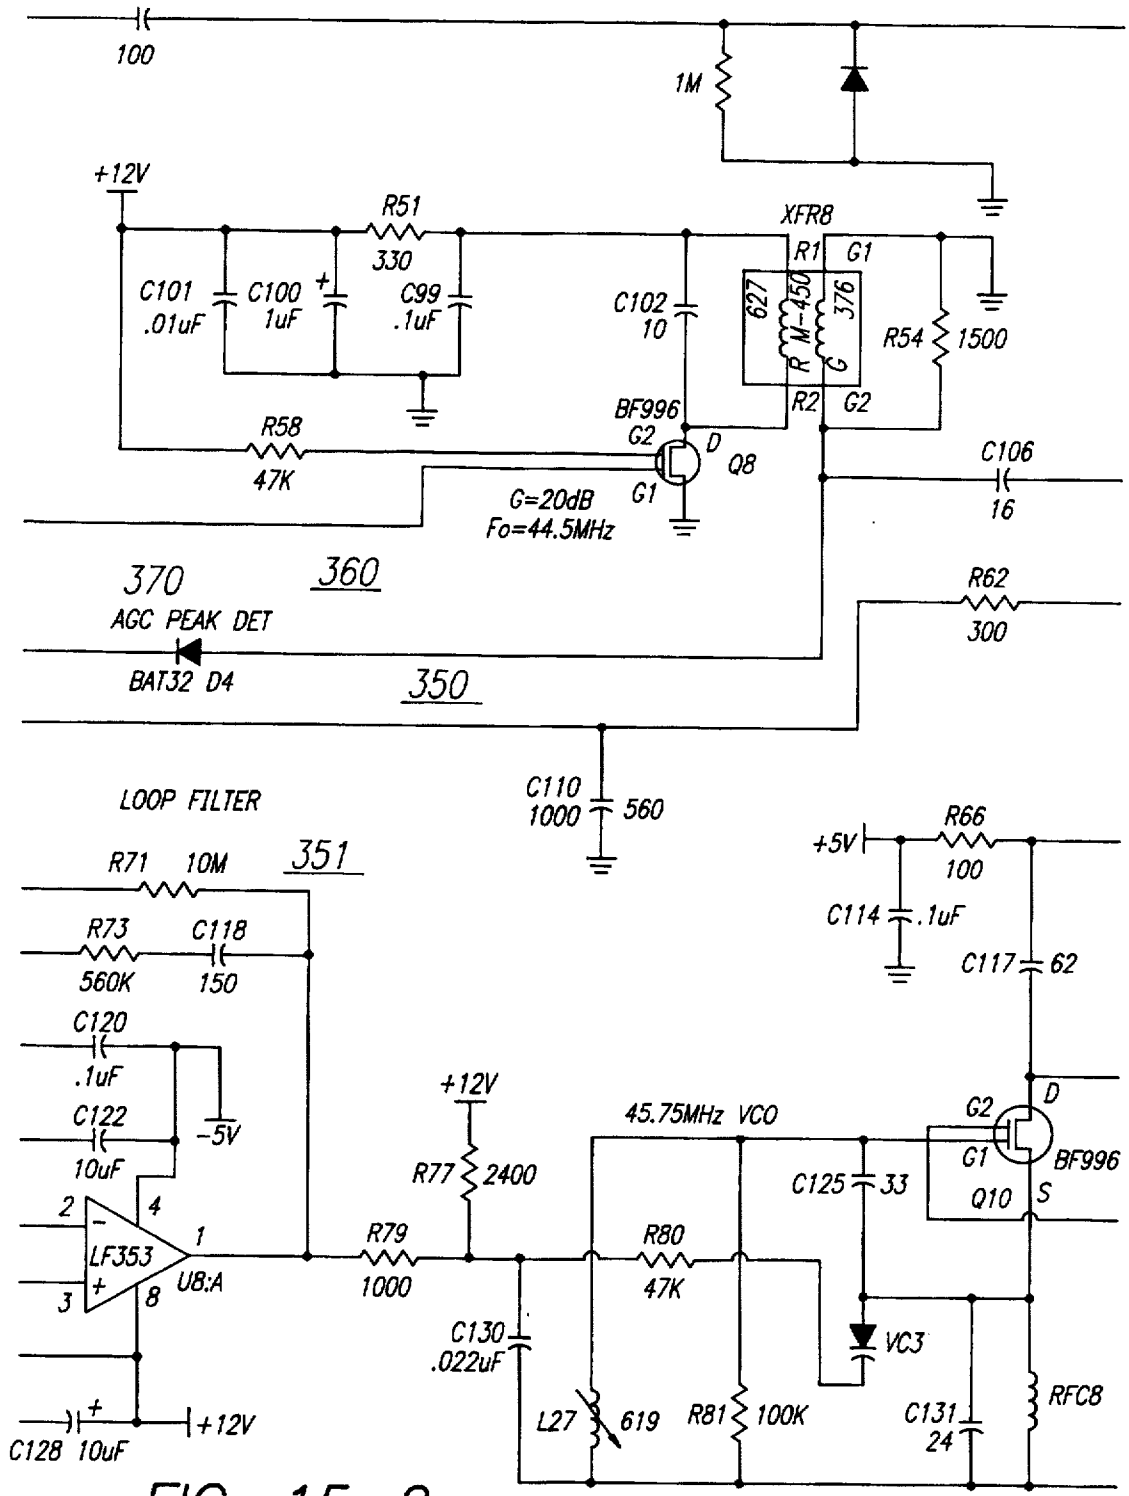 100
1M
+12V
R51
330
XFR8
R1 G1
C101
.01uF
C100
1uF
+
C99
.1uF
C102
10
627
R M-450
376
G
R54 1500
R2 G2
BF996
G2
D
Q8
G1
R58
47K
G=20dB
Fo=44.5MHz
C106
16
370
360
AGC PEAK DET
BAT32 D4
350
R62
300
C110
1000
560
LOOP FILTER
351
R71 10M
R73
560K
C118
150
+5V
R66
100
C114 .1uF
C117 62
C120
.1uF
-5V
C122
10uF
+12V
R77 2400
45.75MHz VCO
G2
D
G1
BF996
Q10 S
C125 33
2 4
-
LF353
1
+
3 8
U8:A
R79
1000
R80
47K
C130
.022uF
VC3
L27 619
R81 100K
C131
24
RFC8
+
+12V
C128 10uF